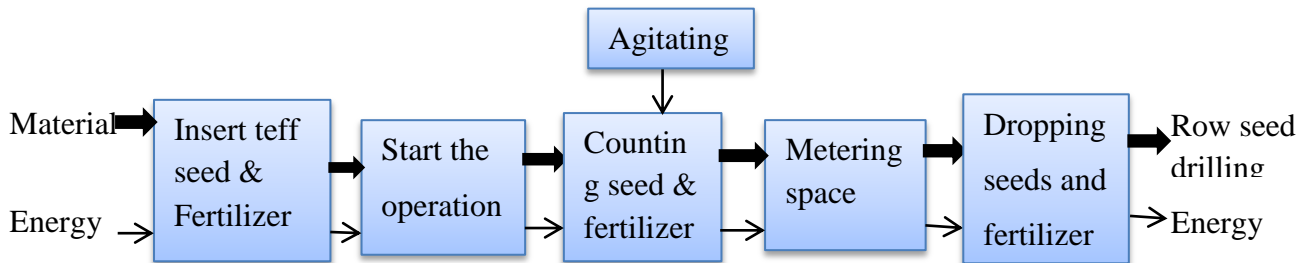 Agitating
Material
Energy
Insert teff
seed &
Fertilizer
Start the
operation
Countin
g seed &
fertilizer
Metering
space
Dropping
seeds and
fertilizer
Row seed
drilling
Energy